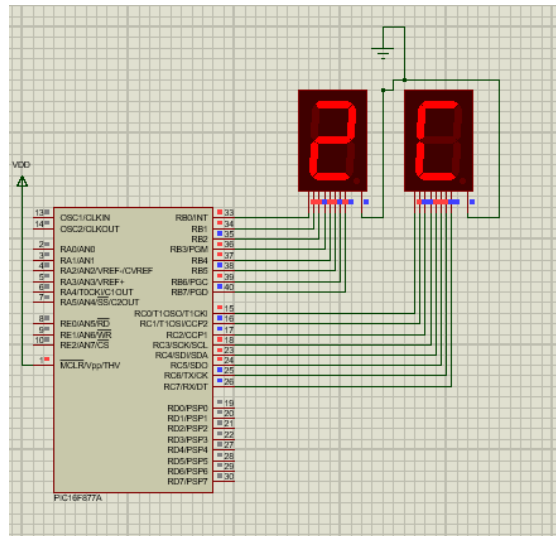 2 C
VDD
13 OSC1/CLKIN RB0/INT 33
14 OSC2/CLKOUT RB1 34
RB2 35
2 RA0/AN0 RB3/PGM 36
3 RA1/AN1 RB4 37
4 RA2/AN2/VREF-/CVREF RB5 38
5 RA3/AN3/VREF+ RB6/PGC 39
6 RA4/T0CKI/C1OUT RB7/PGD 40
7 RA5/AN4/SS/C2OUT
RC0/T1OSO/T1CKI 15
8 RE0/AN5/RD RC1/T1OSI/CCP2 16
9 RE1/AN6/WR RC2/CCP1 17
10 RE2/AN7/CS RC3/SCK/SCL 18
RC4/SDI/SDA 23
1 MCLR/Vpp/THV RC5/SDO 24
RC6/TX/CK 25
RC7/RX/DT 26
RD0/PSP0 19
RD1/PSP1 20
RD2/PSP2 21
RD3/PSP3 22
RD4/PSP4 27
RD5/PSP5 28
RD6/PSP6 29
RD7/PSP7 30
PIC16F877A